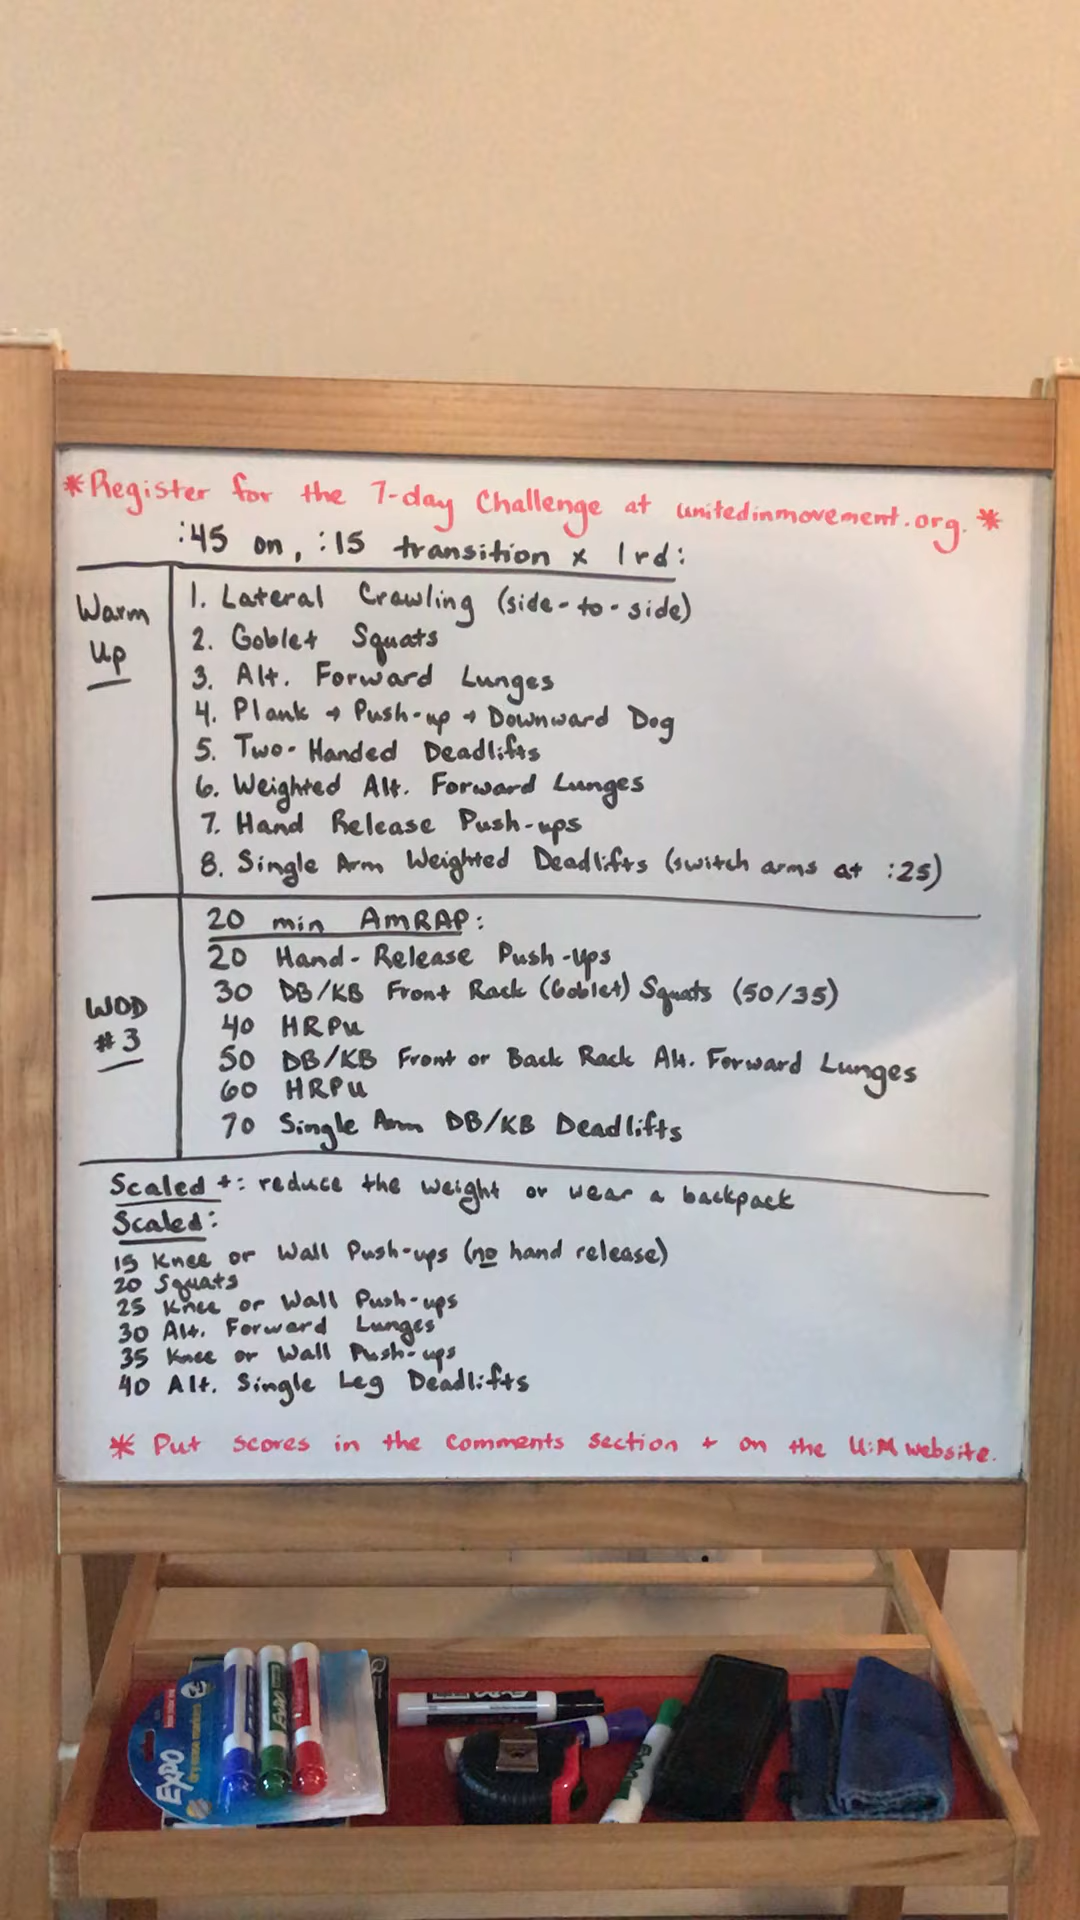 *Register for the 7-day Challenge at unitedinmovement.org.*
:45 on, :15 transition x 1rd:
Warm Up
1. Lateral Crawling (side-to-side)
2. Goblet Squats
3. Alt. Forward Lunges
4. Plank → Push-up → Downward Dog
5. Two-Handed Deadlifts
6. Weighted Alt. Forward Lunges
7. Hand Release Push-ups
8. Single Arm Weighted Deadlifts (switch arms at :25)
WOD #3
20 min AmRAP:
20 Hand-Release Push-ups
30 DB/KB Front Rack (Goblet) Squats (50/35)
40 HRPU
50 DB/KB Front or Back Rack Alt. Forward Lunges
60 HRPU
70 Single Arm DB/KB Deadlifts
Scaled +: reduce the weight or wear a backpack
Scaled:
15 Knee or Wall Push-ups (no hand release)
20 Squats
25 Knee or Wall Push-ups
30 Alt. Forward Lunges
35 Knee or Wall Push-ups
40 Alt. Single Leg Deadlifts
* Put scores in the comments section + on the U:M website.
EXPO